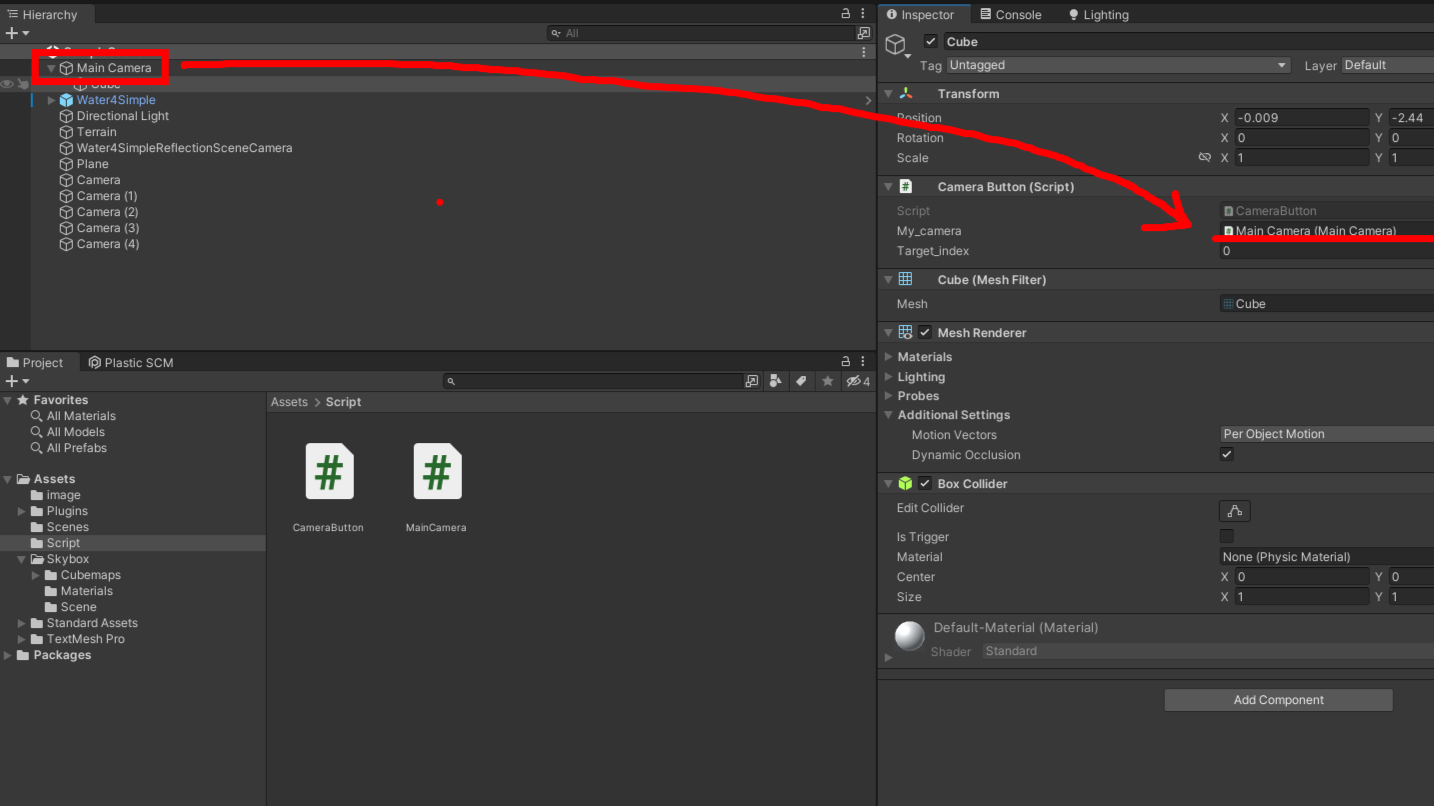 Hierarchy
All
Main Camera
Cube
Water4Simple
Directional Light
Terrain
Water4SimpleReflectionSceneCamera
Plane
Camera
Camera (1)
Camera (2)
Camera (3)
Camera (4)
Project
Plastic SCM
4
Favorites
All Materials
All Models
All Prefabs
Assets
image
Plugins
Scenes
Script
Skybox
Cubemaps
Materials
Scene
Standard Assets
TextMesh Pro
Packages
Assets > Script
CameraButton
MainCamera
Inspector
Console
Lighting
Cube
Tag Untagged Layer Default
Transform
Position X -0.009 Y -2.44
Rotation X 0 Y 0
Scale X 1 Y 1
# Camera Button (Script)
Script # CameraButton
My_camera # Main Camera (Main Camera)
Target_index 0
Cube (Mesh Filter)
Mesh Cube
Mesh Renderer
Materials
Lighting
Probes
Additional Settings
Motion Vectors Per Object Motion
Dynamic Occlusion
Box Collider
Edit Collider
Is Trigger
Material None (Physic Material)
Center X 0 Y 0
Size X 1 Y 1
Default-Material (Material)
Shader Standard
Add Component